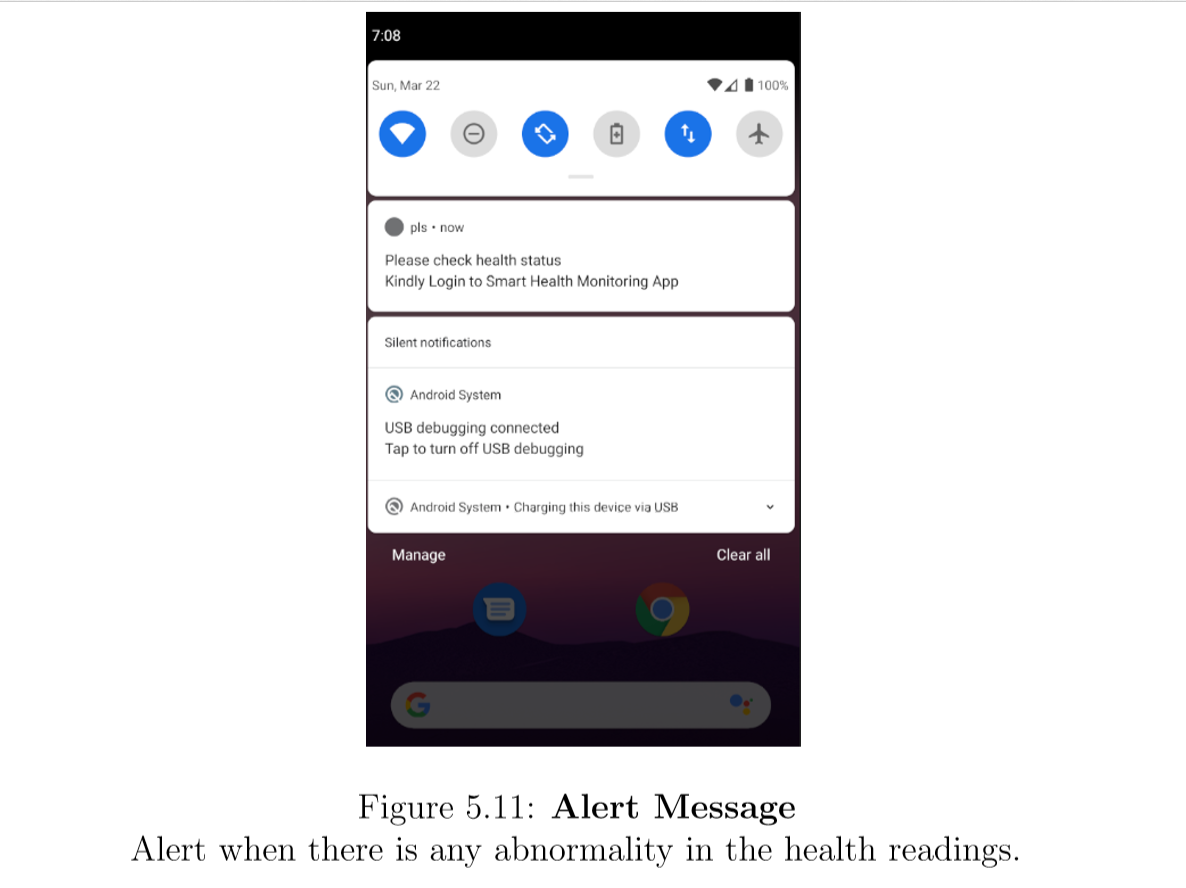 7:08
Sun, Mar 22
100%
pls • now
Please check health status
Kindly Login to Smart Health Monitoring App
Silent notifications
Android System
USB debugging connected
Tap to turn off USB debugging
Android System • Charging this device via USB
Manage Clear all
Figure 5.11: Alert Message
Alert when there is any abnormality in the health readings.